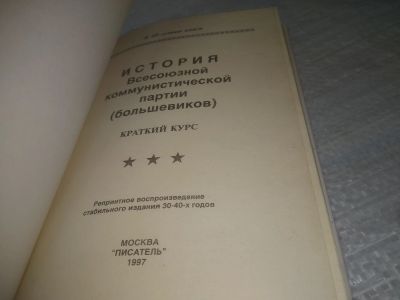 ИСТОРИЯ
Всесоюзной
коммунистической
партии
(большевиков)
КРАТКИЙ КУРС
Репринтное воспроизведение
стабильного издания 30-40-х годов
МОСКВА
"ПИСАТЕЛЬ"
1997